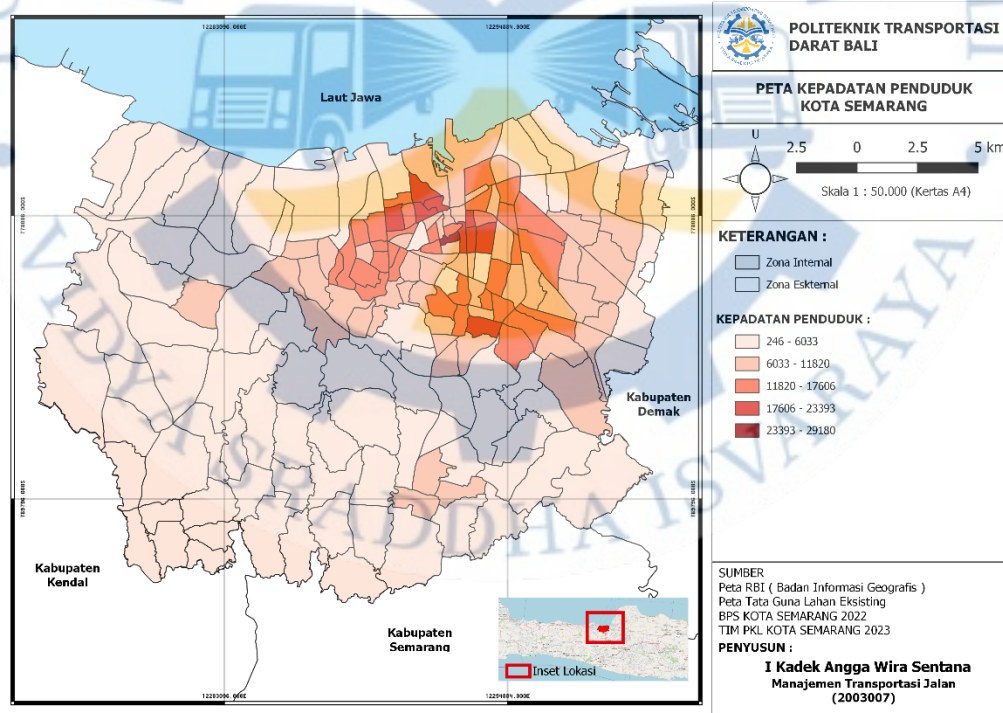 POLITEKNIK TRANSPORTASI
DARAT BALI
PETA KEPADATAN PENDUDUK
KOTA SEMARANG
U
2.5 0 2.5 5 km
Skala 1 : 50.000 (Kertas A4)
KETERANGAN :
Zona Internal
Zona Eskternal
KEPADATAN PENDUDUK :
246 - 6033
6033 - 11820
11820 - 17606
17606 - 23393
23393 - 29180
SUMBER
Peta RBI ( Badan Informasi Geografis )
Peta Tata Guna Lahan Eksisting
BPS KOTA SEMARANG 2022
TIM PKL KOTA SEMARANG 2023
PENYUSUN :
I Kadek Angga Wira Sentana
Manajemen Transportasi Jalan
(2003007)
Laut Jawa
Kabupaten
Demak
Kabupaten
Kendal
Kabupaten
Semarang
Inset Lokasi
VIDYA SRADDHA ISVARAYA